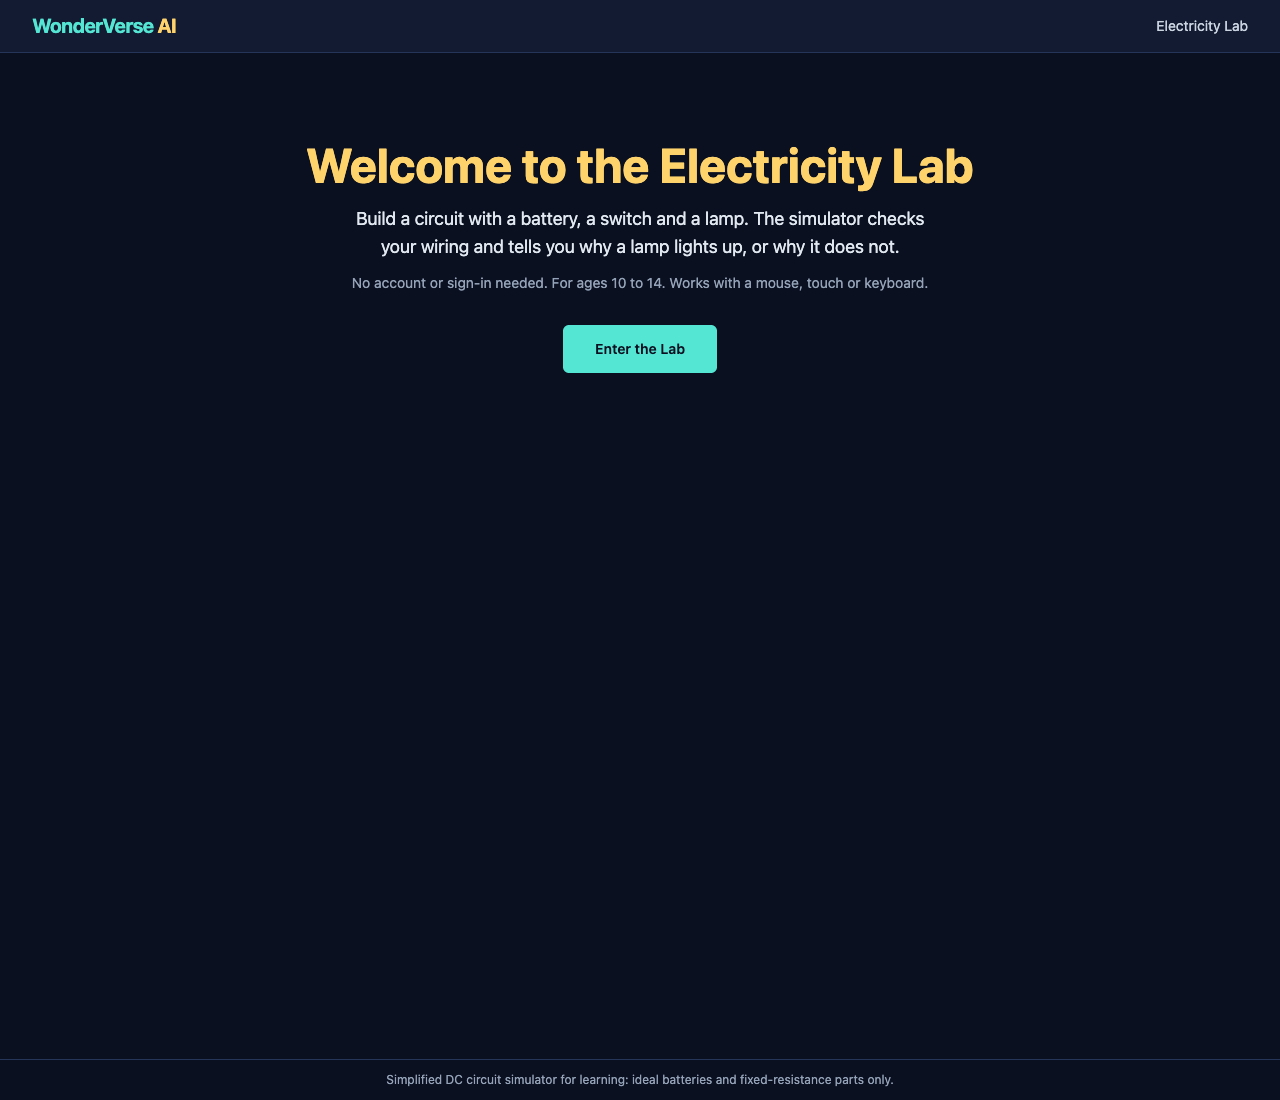 WonderVerse AI
Electricity Lab
Welcome to the Electricity Lab
Build a circuit with a battery, a switch and a lamp. The simulator checks
your wiring and tells you why a lamp lights up, or why it does not.
No account or sign-in needed. For ages 10 to 14. Works with a mouse, touch or keyboard.
Enter the Lab
Simplified DC circuit simulator for learning: ideal batteries and fixed-resistance parts only.